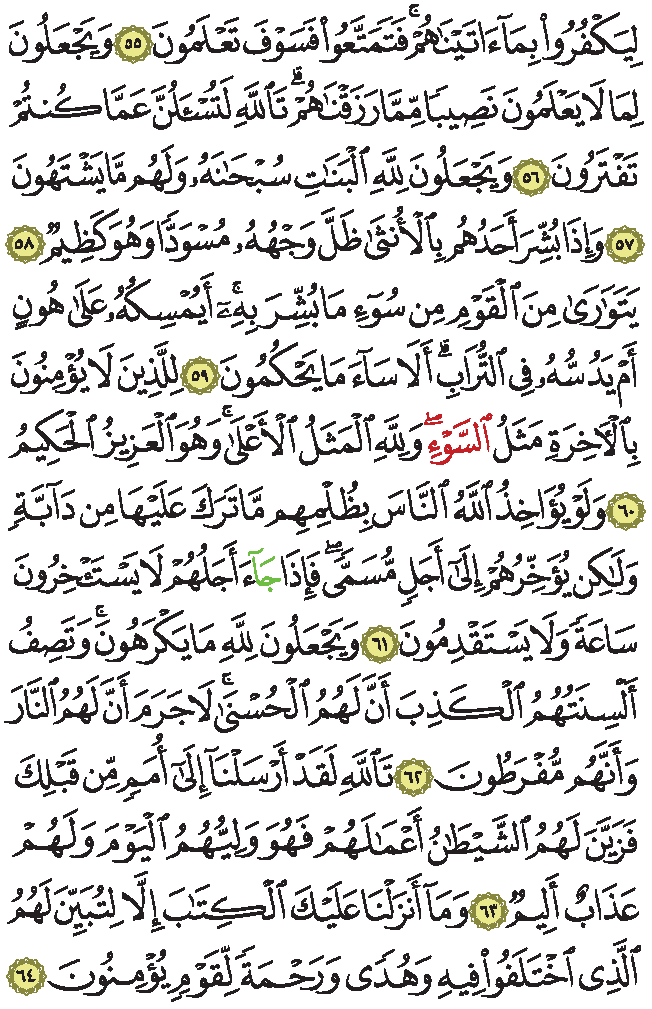 لِيَكْفُرُوا۟ بِمَآ ءَاتَيْنَٰهُمْ ۚ فَتَمَتَّعُوا۟ فَسَوْفَ تَعْلَمُونَ ٥٥ وَيَجْعَلُونَ
لِمَا لَا يَعْلَمُونَ نَصِيبًا مِّمَّا رَزَقْنَٰهُمْ ۗ تَٱللَّهِ لَتُسْـَٔلُنَّ عَمَّا كُنتُمْ
تَفْتَرُونَ ٥٦ وَيَجْعَلُونَ لِلَّهِ ٱلْبَنَٰتِ سُبْحَٰنَهُۥ وَلَهُم مَّا يَشْتَهُونَ
٥٧ وَإِذَا بُشِّرَ أَحَدُهُم بِٱلْأُنثَىٰ ظَلَّ وَجْهُهُۥ مُسْوَدًّا وَهُوَ كَظِيمٌ ٥٨
يَتَوَٰرَىٰ مِنَ ٱلْقَوْمِ مِن سُوٓءِ مَا بُشِّرَ بِهِۦٓ ۚ أَيُمْسِكُهُۥ عَلَىٰ هُونٍ
أَمْ يَدُسُّهُۥ فِى ٱلتُّرَابِ ۗ أَلَا سَآءَ مَا يَحْكُمُونَ ٥٩ لِلَّذِينَ لَا يُؤْمِنُونَ
بِٱلْـَٔاخِرَةِ مَثَلُ ٱلسَّوْءِ ۖ وَلِلَّهِ ٱلْمَثَلُ ٱلْأَعْلَىٰ ۚ وَهُوَ ٱلْعَزِيزُ ٱلْحَكِيمُ
٦٠ وَلَوْ يُؤَاخِذُ ٱللَّهُ ٱلنَّاسَ بِظُلْمِهِم مَّا تَرَكَ عَلَيْهَا مِن دَآبَّةٍ
وَلَٰكِن يُؤَخِّرُهُمْ إِلَىٰٓ أَجَلٍ مُّسَمًّى ۖ فَإِذَا جَآءَ أَجَلُهُمْ لَا يَسْتَـْٔخِرُونَ
سَاعَةً ۖ وَلَا يَسْتَقْدِمُونَ ٦١ وَيَجْعَلُونَ لِلَّهِ مَا يَكْرَهُونَ ۚ وَتَصِفُ
أَلْسِنَتُهُمُ ٱلْكَذِبَ أَنَّ لَهُمُ ٱلْحُسْنَىٰ ۚ لَا جَرَمَ أَنَّ لَهُمُ ٱلنَّارَ
وَأَنَّهُم مُّفْرَطُونَ ٦٢ تَٱللَّهِ لَقَدْ أَرْسَلْنَآ إِلَىٰٓ أُمَمٍ مِّن قَبْلِكَ
فَزَيَّنَ لَهُمُ ٱلشَّيْطَٰنُ أَعْمَٰلَهُمْ فَهُوَ وَلِيُّهُمُ ٱلْيَوْمَ وَلَهُمْ
عَذَابٌ أَلِيمٌ ٦٣ وَمَآ أَنزَلْنَا عَلَيْكَ ٱلْكِتَٰبَ إِلَّا لِتُبَيِّنَ لَهُمُ
ٱلَّذِى ٱخْتَلَفُوا۟ فِيهِ وَهُدًى وَرَحْمَةً لِّقَوْمٍ يُؤْمِنُونَ ٦٤